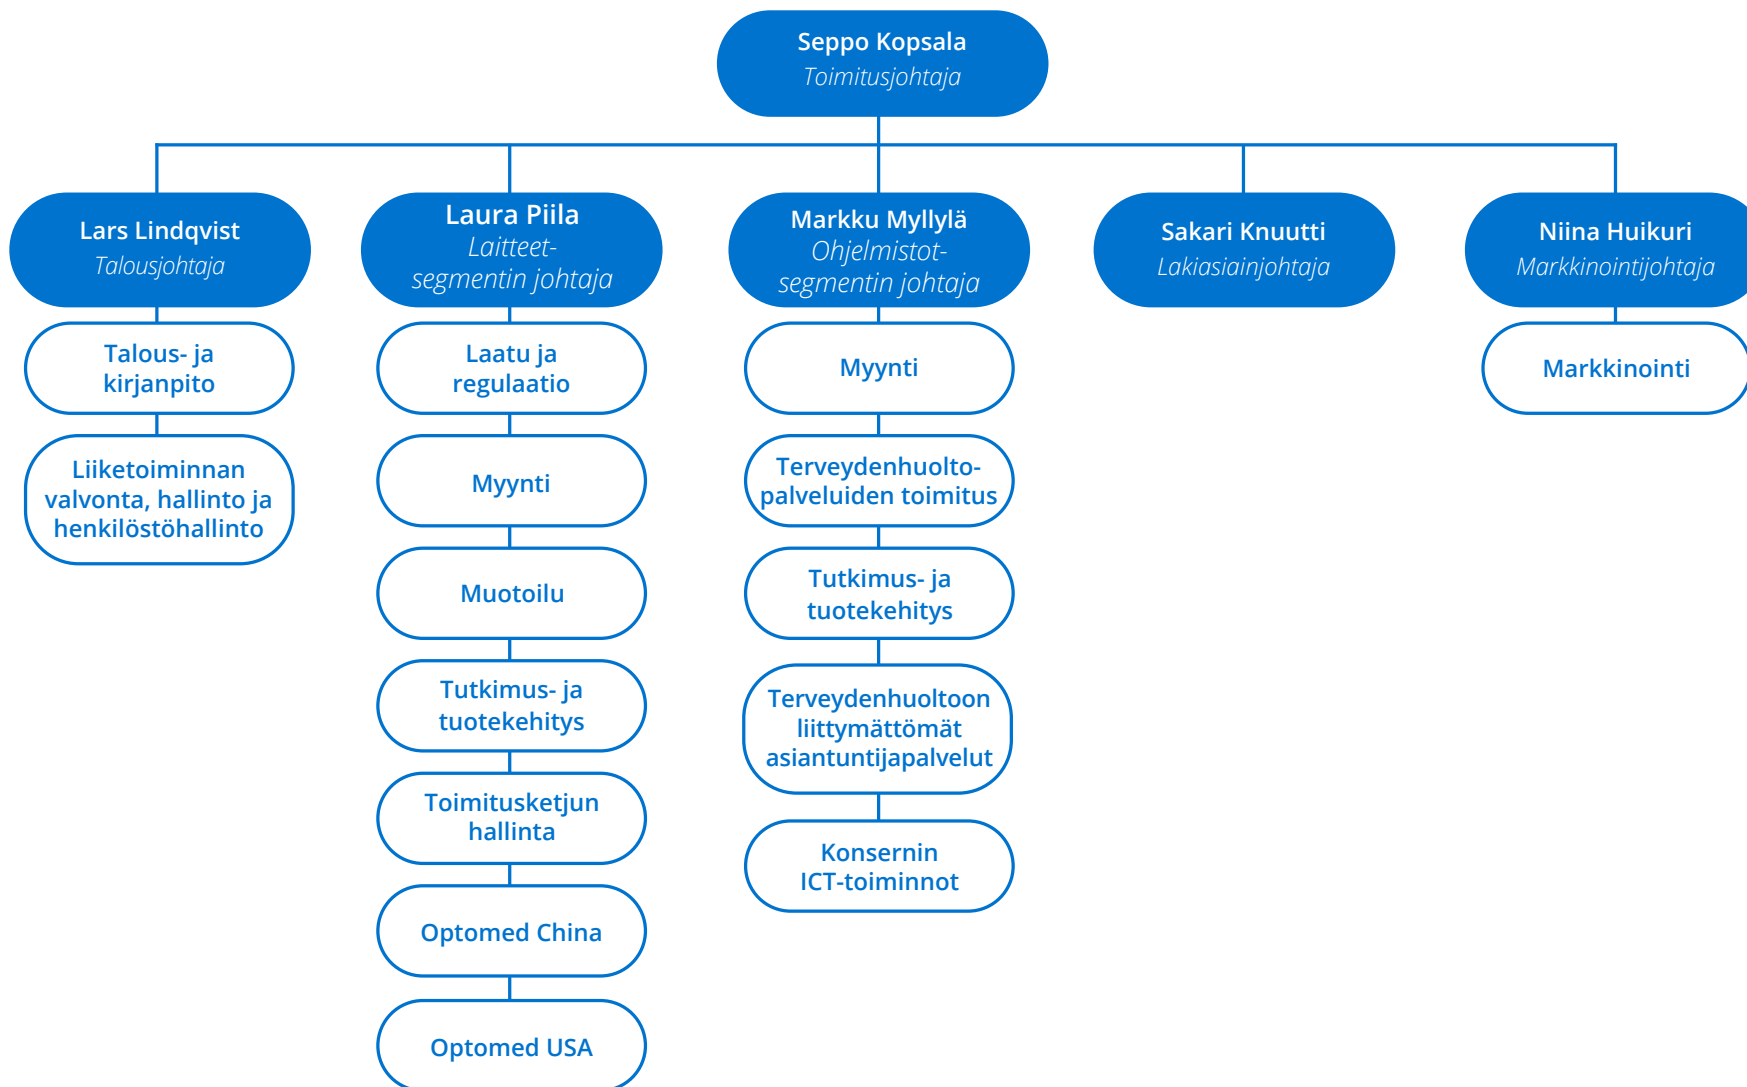 Seppo Kopsala
Toimitusjohtaja
Lars Lindqvist
Talousjohtaja
Talous- ja
kirjanpito
Liiketoiminnan
valvonta, hallinto ja
henkilöstöhallinto
Laura Piila
Laitteet-
segmentin johtaja
Laatu ja
regulaatio
Myynti
Muotoilu
Tutkimus- ja
tuotekehitys
Toimitusketjun
hallinta
Optomed China
Optomed USA
Markku Myllylä
Ohjelmistot-
segmentin johtaja
Myynti
Terveydenhuolto-
palveluiden toimitus
Tutkimus- ja
tuotekehitys
Terveydenhuoltoon
liittymättömät
asiantuntijapalvelut
Konsernin
ICT-toiminnot
Sakari Knuutti
Lakiasiainjohtaja
Niina Huikuri
Markkinointijohtaja
Markkinointi